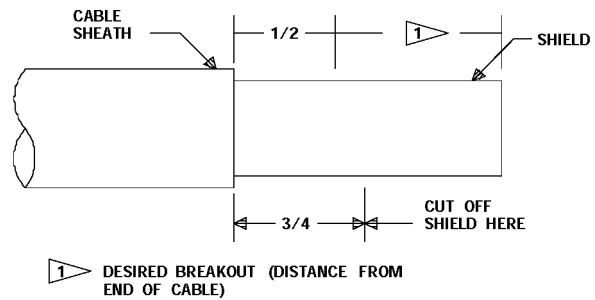 CABLE
SHEATH
1/2
1
SHIELD
3/4
CUT OFF
SHIELD HERE
1 DESIRED BREAKOUT (DISTANCE FROM
END OF CABLE)